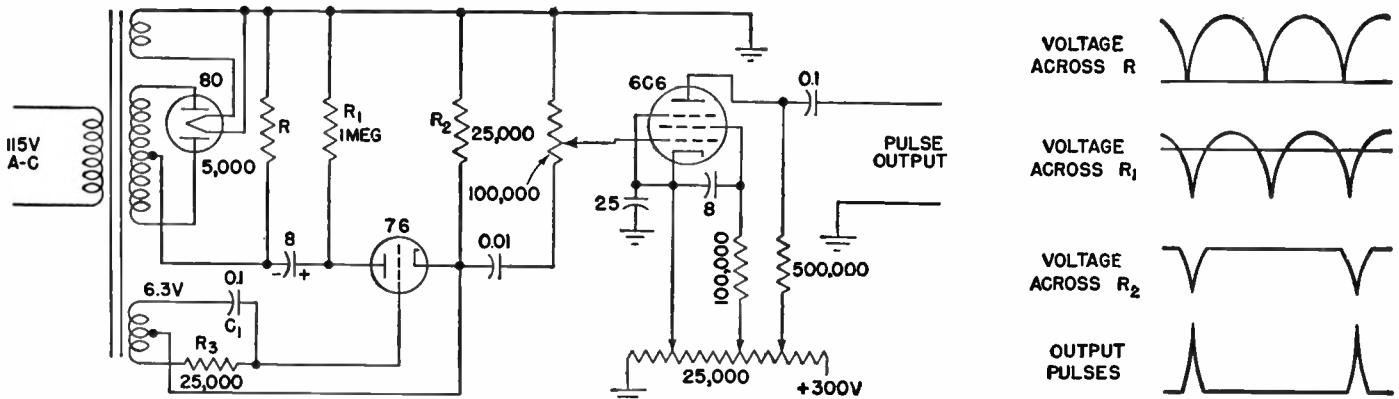 115V
A-C
80
5,000
R
R₁
1 MEG
R₂
25,000
100,000
8
- +
76
0.01
6.3V
0.1
C₁
R₃
25,000
6C6
25
8
100,000
500,000
0.1
PULSE
OUTPUT
25,000
+300V
VOLTAGE
ACROSS R
VOLTAGE
ACROSS R₁
VOLTAGE
ACROSS R₂
OUTPUT
PULSES